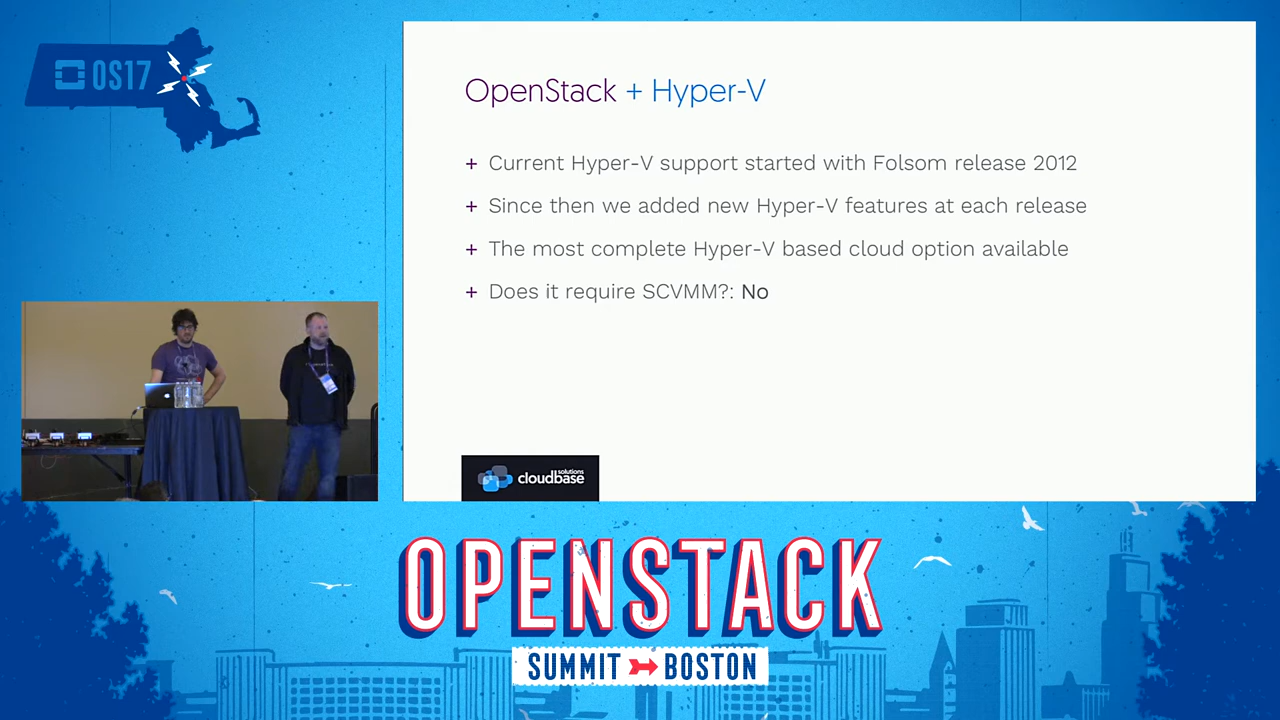 OS17
OpenStack + Hyper-V
+ Current Hyper-V support started with Folsom release 2012
+ Since then we added new Hyper-V features at each release
+ The most complete Hyper-V based cloud option available
+ Does it require SCVMM?: No
cloudbase solutions
OPENSTACK
SUMMIT BOSTON